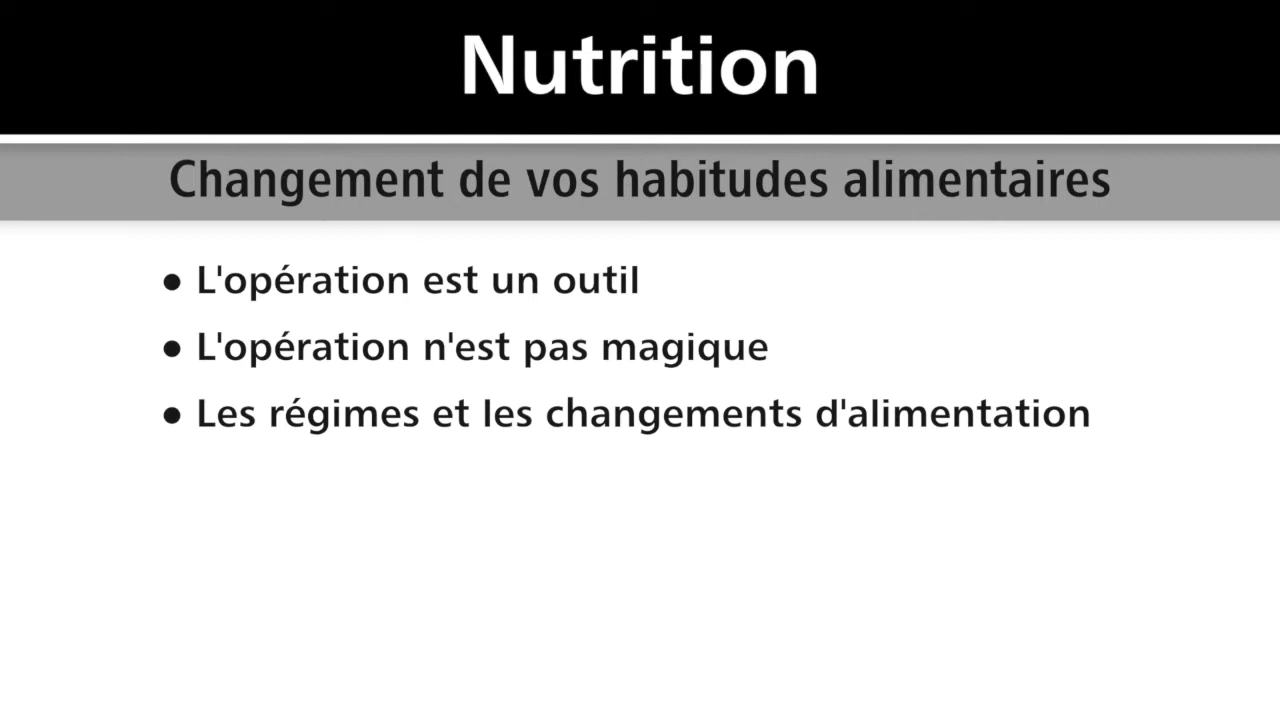 Nutrition
Changement de vos habitudes alimentaires
• L'opération est un outil
• L'opération n'est pas magique
• Les régimes et les changements d'alimentation